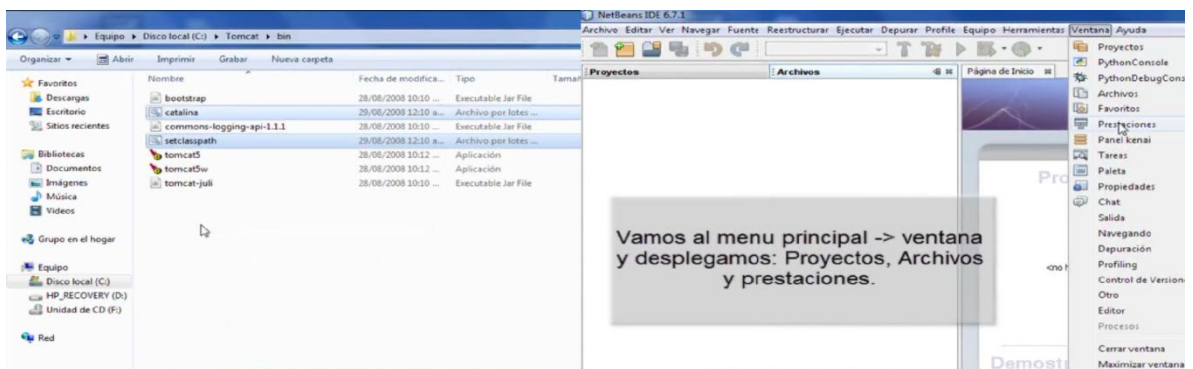 Equipo ▸ Disco local (C:) ▸ Tomcat ▸ bin
Organizar Abrir Imprimir Grabar Nueva carpeta
Favoritos
Descargas
Escritorio
Sitios recientes
Bibliotecas
Documentos
Imágenes
Música
Videos
Grupo en el hogar
Equipo
Disco local (C:)
HP_RECOVERY (D:)
Unidad de CD (F:)
Red
Nombre Fecha de modifica... Tipo
bootstrap 28/08/2008 10:10 ... Executable Jar File
catalina 29/08/2008 12:10 a... Archivo por lotes ...
commons-logging-api-1.1.1 28/08/2008 10:10 ... Executable Jar File
setclasspath 29/08/2008 12:10 a... Archivo por lotes ...
tomcat5 28/08/2008 10:12 ... Aplicación
tomcat5w 28/08/2008 10:12 ... Aplicación
tomcat-juli 28/08/2008 10:10 ... Executable Jar File
NetBeans IDE 6.7.1
Archivo Editar Ver Navegar Fuente Reestructurar Ejecutar Depurar Profile Equipo Herramientas Ventana Ayuda
Proyectos Archivos Página de Inicio
Vamos al menu principal -> ventana
y desplegamos: Proyectos, Archivos
y prestaciones.
Proyectos
PythonConsole
PythonDebugCons
Archivos
Favoritos
Prestaciones
Panel kenai
Tareas
Paleta
Propiedades
Chat
Salida
Navegando
Depuración
Profiling
Control de Version
Otro
Editor
Procesos
Cerrar ventana
Maximizar ventana